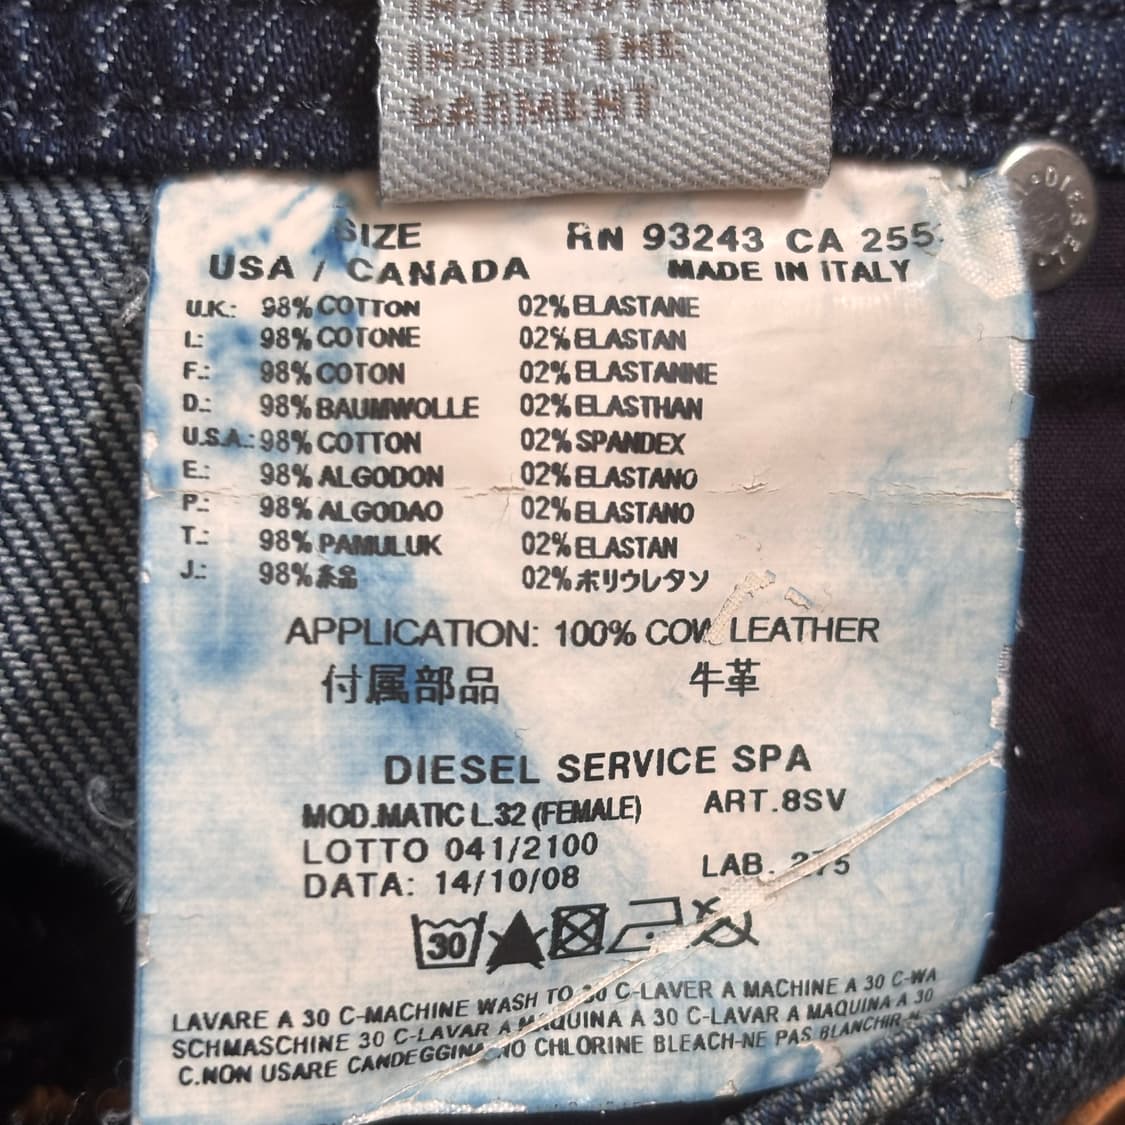 INSIDE THE
GARMENT
SIZE RN 93243 CA 255
USA / CANADA MADE IN ITALY
U.K.: 98% COTTON 02% ELASTANE
I.: 98% COTONE 02% ELASTAN
F.: 98% COTON 02% ELASTANNE
D.: 98% BAUMWOLLE 02% ELASTHAN
U.S.A.: 98% COTTON 02% SPANDEX
E.: 98% ALGODON 02% ELASTANO
P.: 98% ALGODAO 02% ELASTANO
T.: 98% PAMULUK 02% ELASTAN
J.: 98% 02% ポリウレタン
APPLICATION: 100% COW LEATHER
付属部品 牛革
DIESEL SERVICE SPA
MOD.MATIC L.32 (FEMALE) ART.8SV
LOTTO 041/2100
DATA: 14/10/08 LAB. 275
30
LAVARE A 30 C-MACHINE WASH TO 30 C-LAVER A MACHINE A 30 C-WA
SCHMASCHINE 30 C-LAVAR A MAQUINA A 30 C-LAVAR A MAQUINA A 30
C.NON USARE CANDEGGINA NO CHLORINE BLEACH-NE PAS BLANCHIR
DIESEL